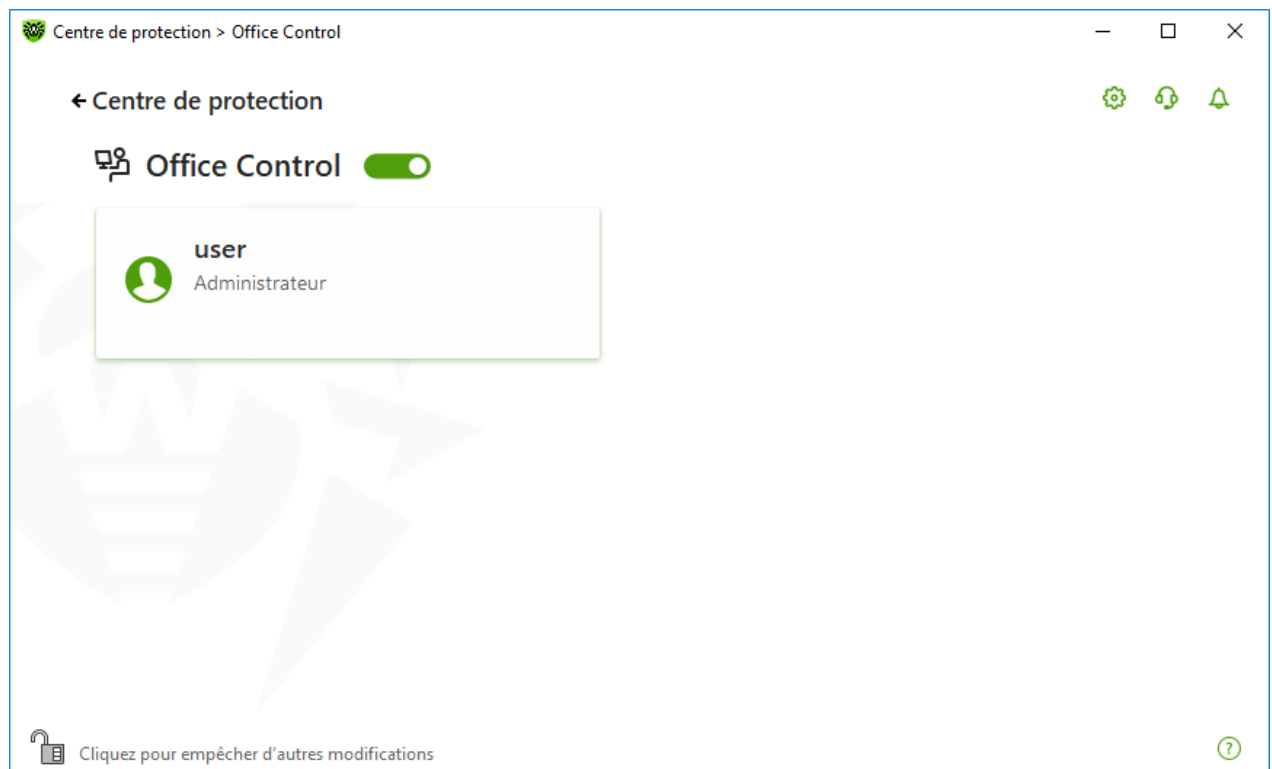 Centre de protection > Office Control
Centre de protection
Office Control
user
Administrateur
Cliquez pour empêcher d'autres modifications